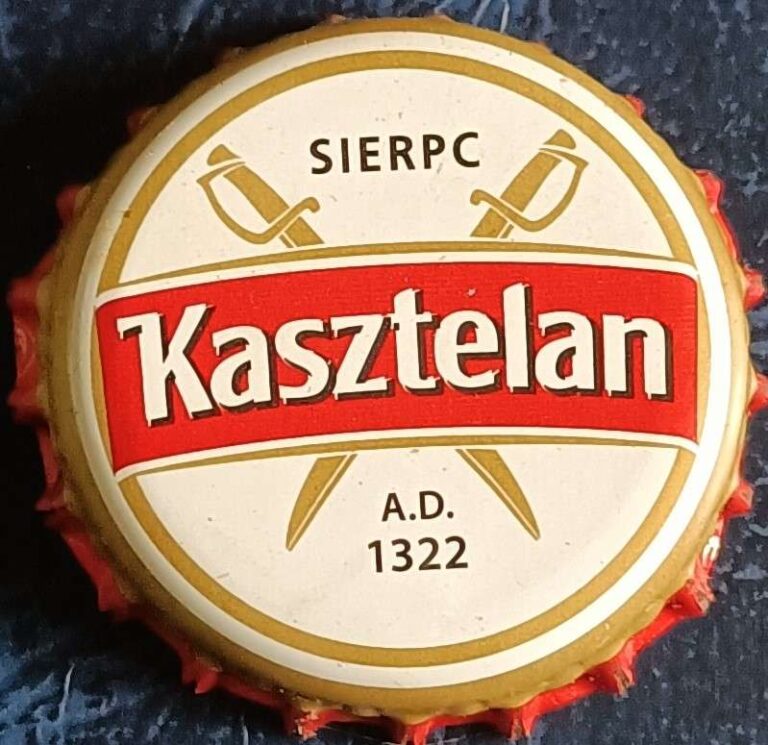 SIERPC
Kasztelan
A.D.
1322